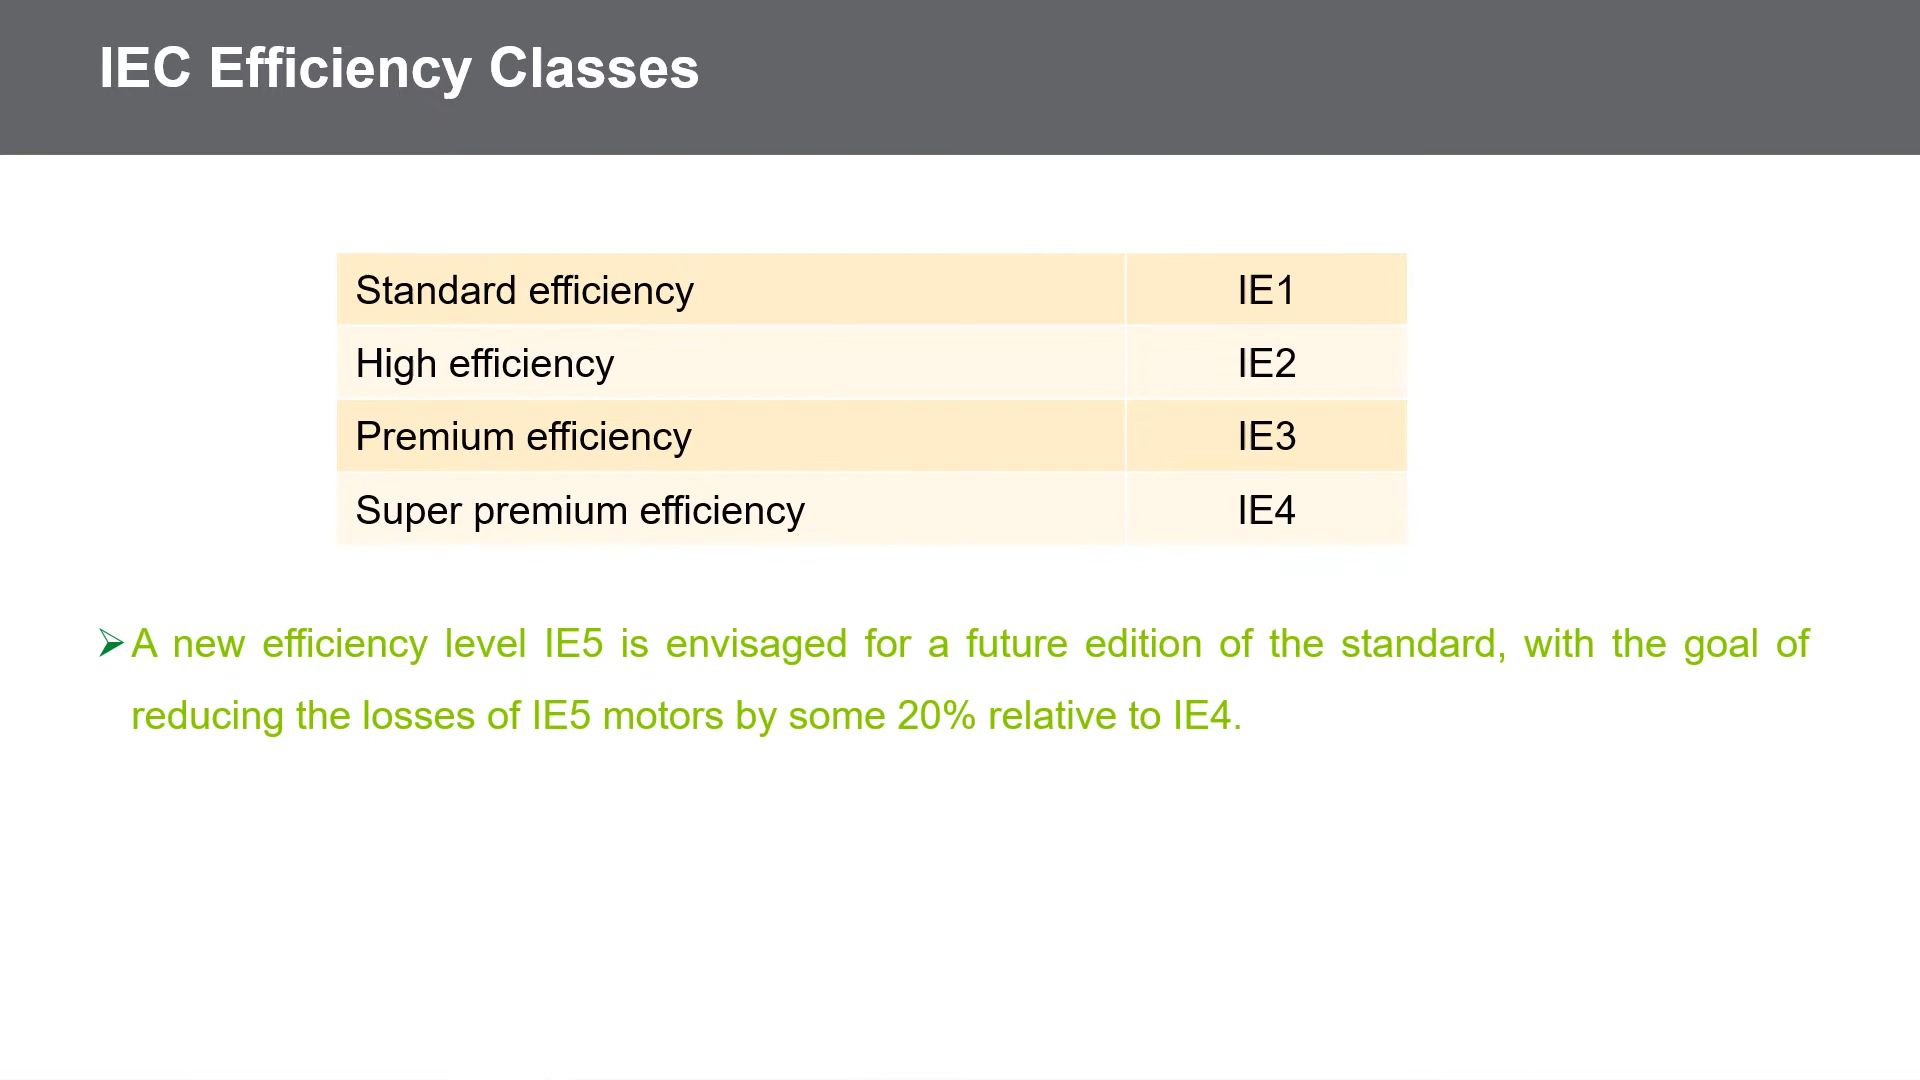 IEC Efficiency Classes
Standard efficiency IE1
High efficiency IE2
Premium efficiency IE3
Super premium efficiency IE4
A new efficiency level IE5 is envisaged for a future edition of the standard, with the goal of
reducing the losses of IE5 motors by some 20% relative to IE4.